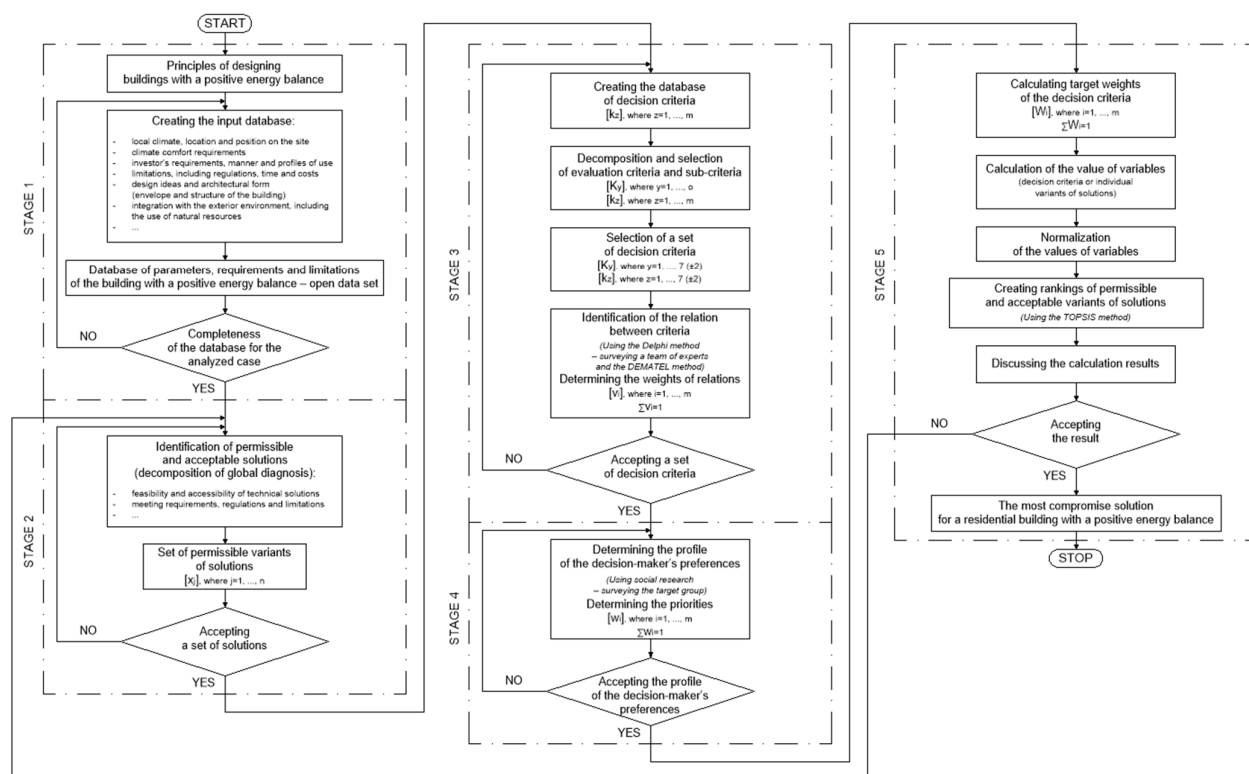 START
STAGE 1
Principles of designing
buildings with a positive energy balance
Creating the input database:
- local climate, location and position on the site
- climate comfort requirements
- investor's requirements, manner and profiles of use
- limitations, including regulations, time and costs
- design ideas and architectural form
(envelope and structure of the building)
- integration with the exterior environment, including
the use of natural resources
- ...
Database of parameters, requirements and limitations
of the building with a positive energy balance – open data set
NO
Completeness
of the database for the
analyzed case
YES
STAGE 2
Identification of permissible
and acceptable solutions
(decomposition of global diagnosis):
- feasibility and accessibility of technical solutions
- meeting requirements, regulations and limitations
- ...
Set of permissible variants
of solutions
[xj], where j=1, ..., n
NO
Accepting
a set of solutions
YES
STAGE 3
Creating the database
of decision criteria
[kz], where z=1, ..., m
Decomposition and selection
of evaluation criteria and sub-criteria
[Ky], where y=1, ..., o
[kz], where z=1, ..., m
Selection of a set
of decision criteria
[Ky], where y=1, ..., 7 (±2)
[kz], where z=1, ..., 7 (±2)
Identification of the relation
between criteria
(Using the Delphi method
– surveying a team of experts
and the DEMATEL method)
Determining the weights of relations
[vi], where i=1, ..., m
∑vi=1
NO
Accepting a set
of decision criteria
YES
STAGE 4
Determining the profile
of the decision-maker's preferences
(Using social research
– surveying the target group)
Determining the priorities
[wi], where i=1, ..., m
∑wi=1
NO
Accepting the profile
of the decision-maker's
preferences
YES
STAGE 5
Calculating target weights
of the decision criteria
[Wi], where i=1, ..., m
∑Wi=1
Calculation of the value of variables
(decision criteria or individual
variants of solutions)
Normalization
of the values of variables
Creating rankings of permissible
and acceptable variants of solutions
(Using the TOPSIS method)
Discussing the calculation results
NO
Accepting
the result
YES
The most compromise solution
for a residential building with a positive energy balance
STOP